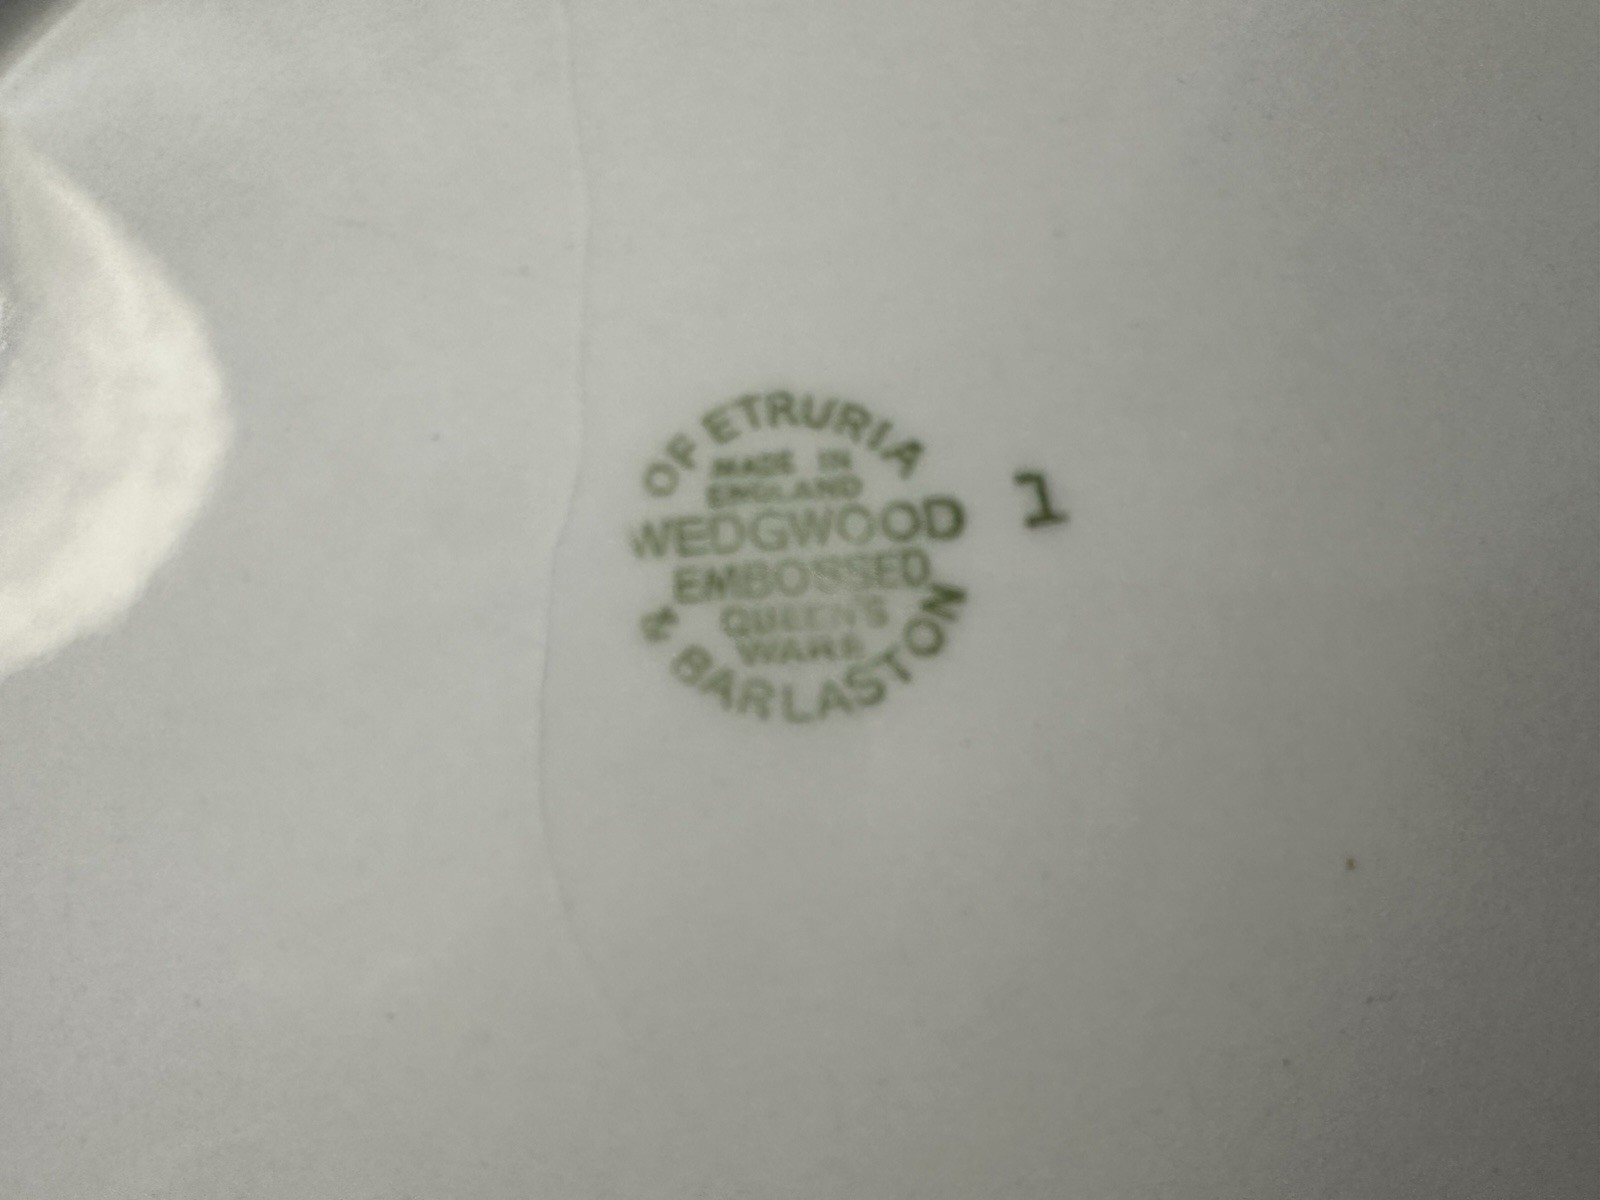 OF ETRURIA
MADE IN
ENGLAND
WEDGWOOD
1
EMBOSSED
QUEEN'S
WARE
& BARLASTON